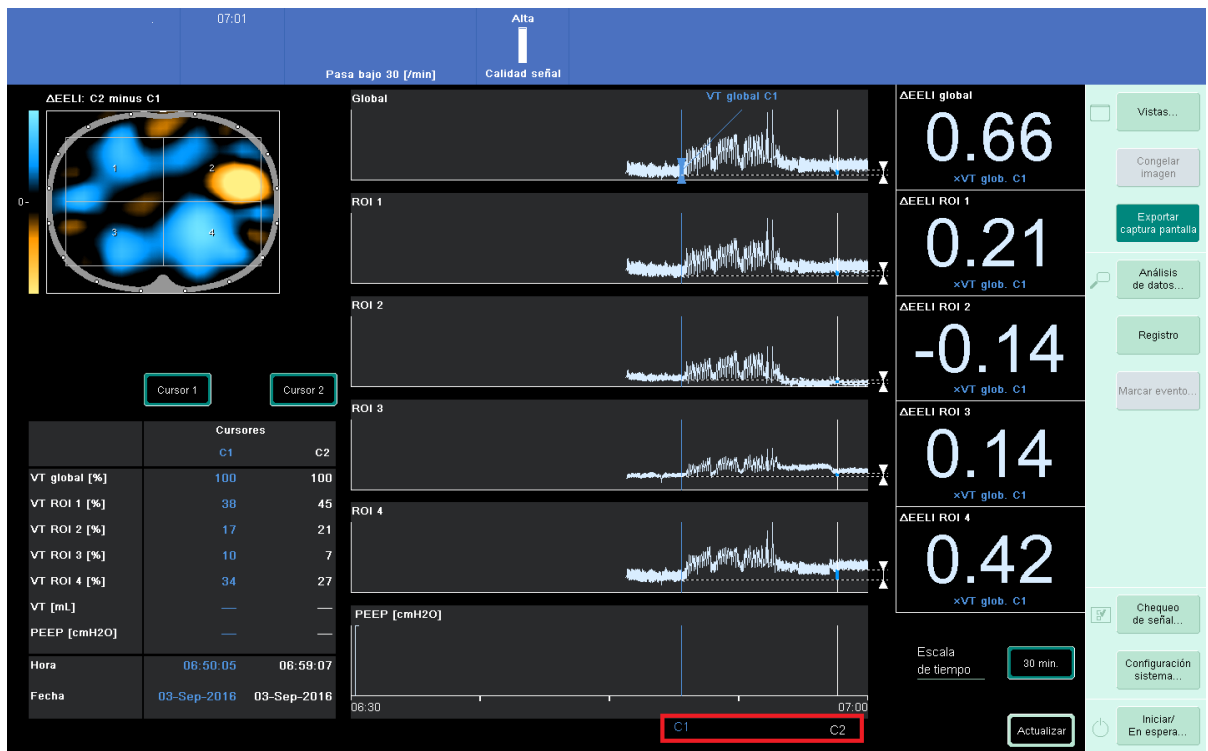 07:01
Alta
Pasa bajo 30 [/min]
Calidad señal
ΔEELI: C2 minus C1
0-
1
2
3
4
Cursor 1
Cursor 2
Cursores
C1 C2
VT global [%] 100 100
VT ROI 1 [%] 38 45
VT ROI 2 [%] 17 21
VT ROI 3 [%] 10 7
VT ROI 4 [%] 34 27
VT [mL] — —
PEEP [cmH2O] — —
Hora 06:50:05 06:59:07
Fecha 03-Sep-2016 03-Sep-2016
Global
VT global C1
ROI 1
ROI 2
ROI 3
ROI 4
PEEP [cmH2O]
06:30 07:00
C1 C2
ΔEELI global
0.66
×VT glob. C1
ΔEELI ROI 1
0.21
×VT glob. C1
ΔEELI ROI 2
-0.14
×VT glob. C1
ΔEELI ROI 3
0.14
×VT glob. C1
ΔEELI ROI 4
0.42
×VT glob. C1
Escala
de tiempo
30 min.
Actualizar
Vistas...
Congelar
imagen
Exportar
captura pantalla
Análisis
de datos...
Registro
Marcar evento...
Chequeo
de señal...
Configuración
sistema...
Iniciar/
En espera...